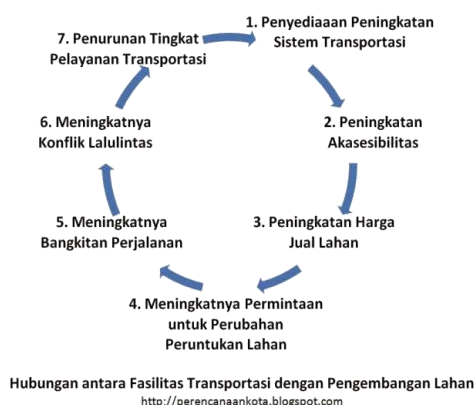 1. Penyediaaan Peningkatan
Sistem Transportasi
2. Peningkatan
Akasesibilitas
3. Peningkatan Harga
Jual Lahan
4. Meningkatnya Permintaan
untuk Perubahan
Peruntukan Lahan
5. Meningkatnya
Bangkitan Perjalanan
6. Meningkatnya
Konflik Lalulintas
7. Penurunan Tingkat
Pelayanan Transportasi
Hubungan antara Fasilitas Transportasi dengan Pengembangan Lahan
http://perencanaankota.blogspot.com